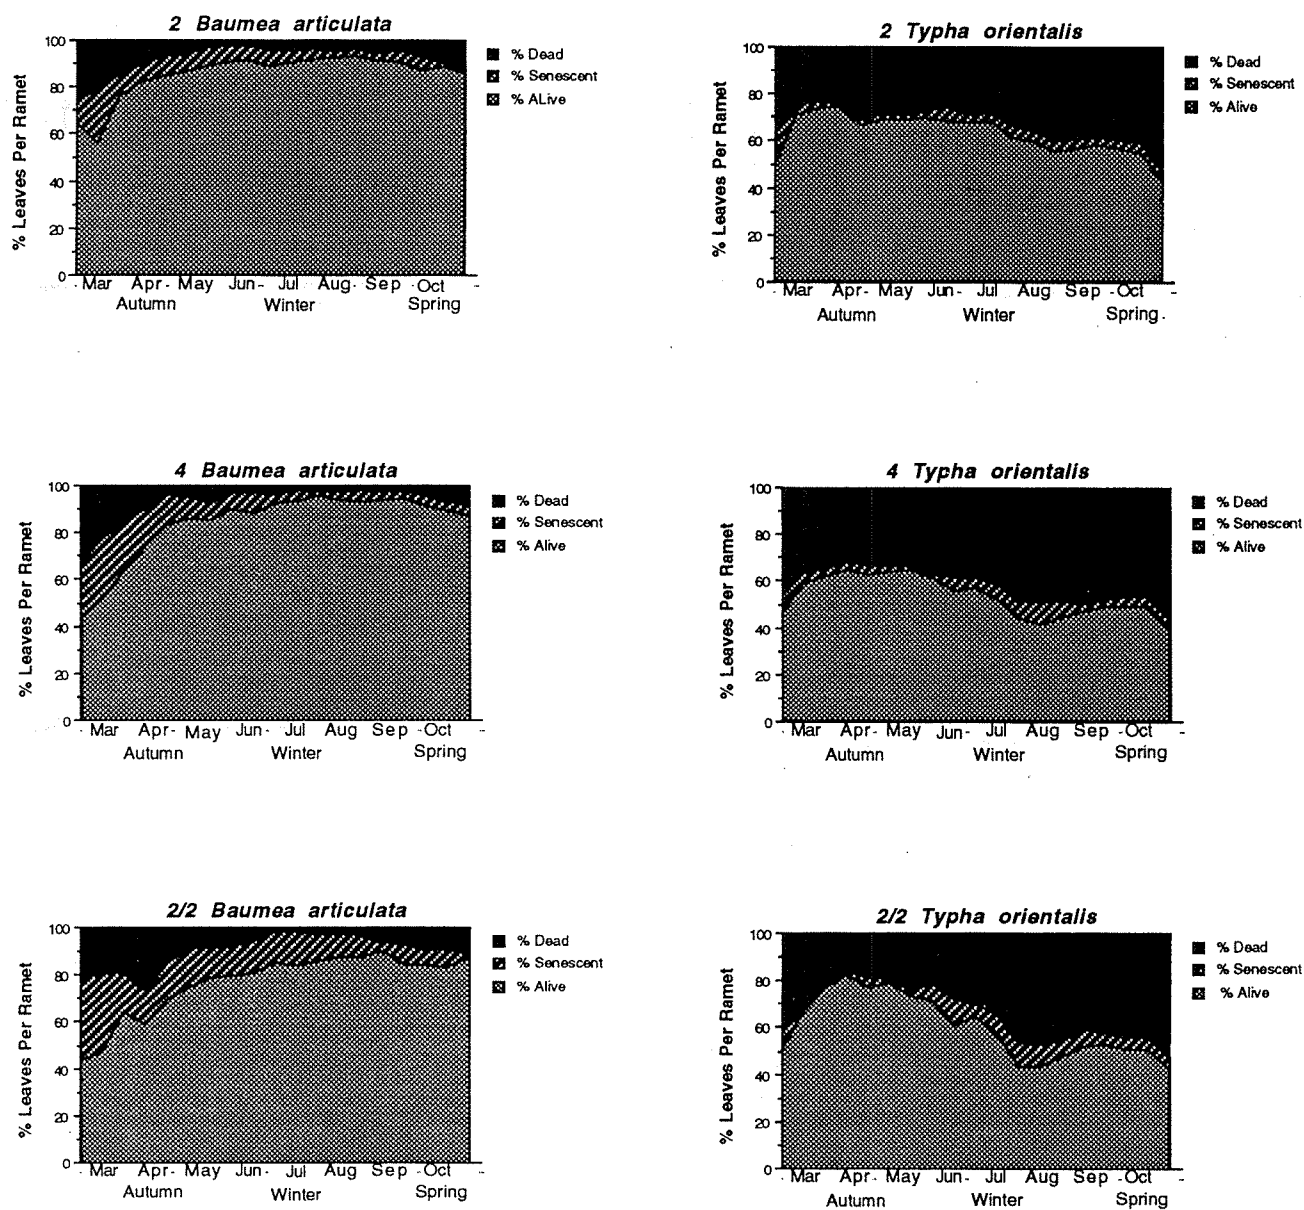 2 Baumea articulata
% Leaves Per Ramet
100
80
60
40
20
0
% Dead
% Senescent
% ALive
Mar Apr May Jun Jul Aug Sep Oct
Autumn Winter Spring
2 Typha orientalis
% Leaves Per Ramet
100
80
60
40
20
0
% Dead
% Senescent
% Alive
Mar Apr May Jun Jul Aug Sep Oct
Autumn Winter Spring
4 Baumea articulata
% Leaves Per Ramet
100
80
60
40
20
0
% Dead
% Senescent
% Alive
Mar Apr May Jun Jul Aug Sep Oct
Autumn Winter Spring
4 Typha orientalis
% Leaves Per Ramet
100
80
60
40
20
0
% Dead
% Senescent
% Alive
Mar Apr May Jun Jul Aug Sep Oct
Autumn Winter Spring
2/2 Baumea articulata
% Leaves Per Ramet
100
80
60
40
20
0
% Dead
% Senescent
% Alive
Mar Apr May Jun Jul Aug Sep Oct
Autumn Winter Spring
2/2 Typha orientalis
% Leaves Per Ramet
100
80
60
40
20
0
% Dead
% Senescent
% Alive
Mar Apr May Jun Jul Aug Sep Oct
Autumn Winter Spring